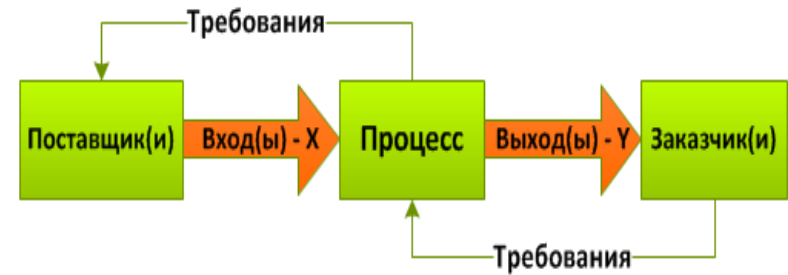 Требования
Поставщик(и)
Вход(ы) - X
Процесс
Выход(ы) - Y
Заказчик(и)
Требования